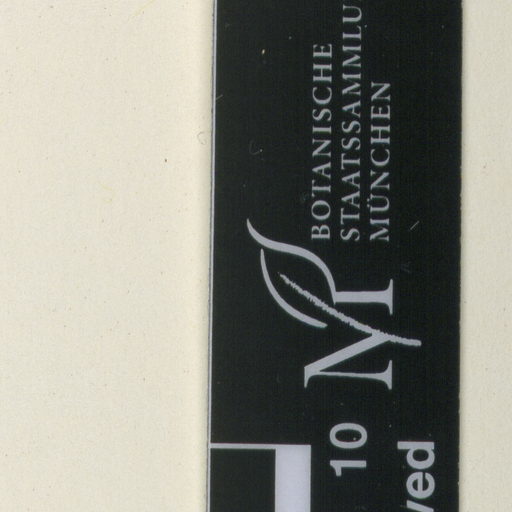 BOTANISCHE
STAATSSAMMLU
MÜNCHEN
10
ved